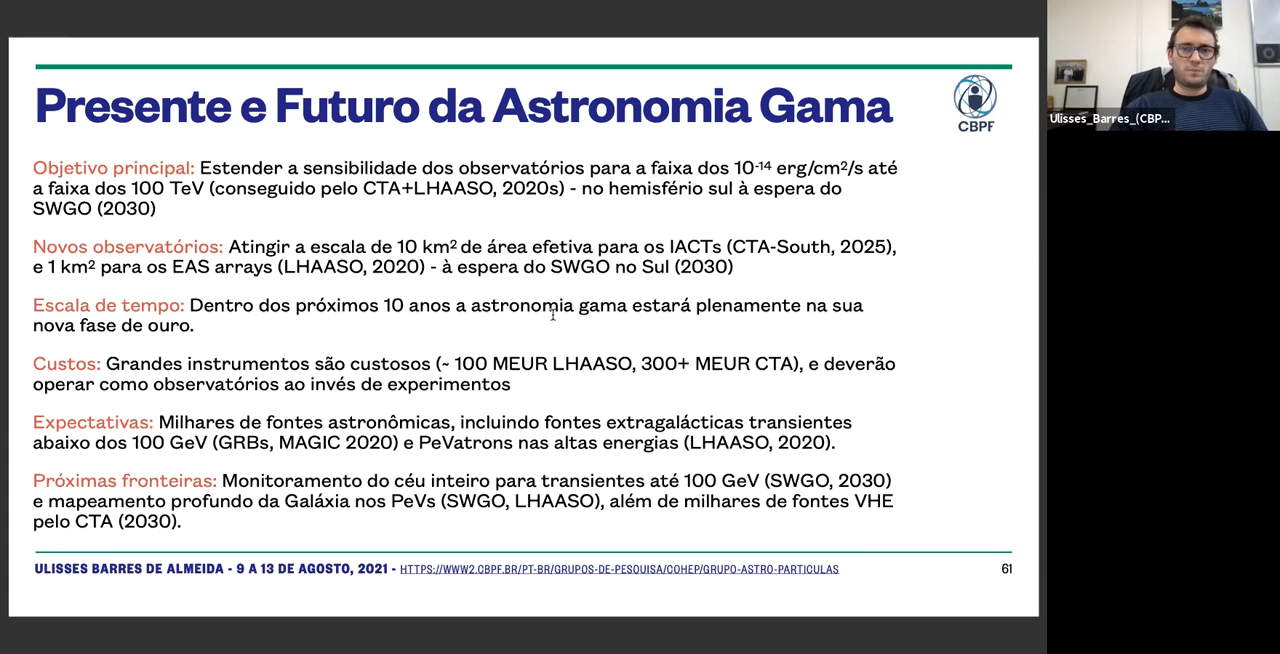 Presente e Futuro da Astronomia Gama
CBPF
Objetivo principal: Estender a sensibilidade dos observatórios para a faixa dos 10-14 erg/cm2/s até
a faixa dos 100 TeV (conseguido pelo CTA+LHAASO, 2020s) - no hemisfério sul à espera do
SWGO (2030)
Novos observatórios: Atingir a escala de 10 km2 de área efetiva para os IACTs (CTA-South, 2025),
e 1 km2 para os EAS arrays (LHAASO, 2020) - à espera do SWGO no Sul (2030)
Escala de tempo: Dentro dos próximos 10 anos a astronomia gama estará plenamente na sua
nova fase de ouro.
Custos: Grandes instrumentos são custosos (~ 100 MEUR LHAASO, 300+ MEUR CTA), e deverão
operar como observatórios ao invés de experimentos
Expectativas: Milhares de fontes astronômicas, incluindo fontes extragalácticas transientes
abaixo dos 100 GeV (GRBs, MAGIC 2020) e PeVatrons nas altas energias (LHAASO, 2020).
Próximas fronteiras: Monitoramento do céu inteiro para transientes até 100 GeV (SWGO, 2030)
e mapeamento profundo da Galáxia nos PeVs (SWGO, LHAASO), além de milhares de fontes VHE
pelo CTA (2030).
ULISSES BARRES DE ALMEIDA - 9 A 13 DE AGOSTO, 2021 - HTTPS://WWW2.CBPF.BR/PT-BR/GRUPOS-DE-PESQUISA/COHEP/GRUPO-ASTRO-PARTICULAS
61
Ulisses_Barres_(CBP...